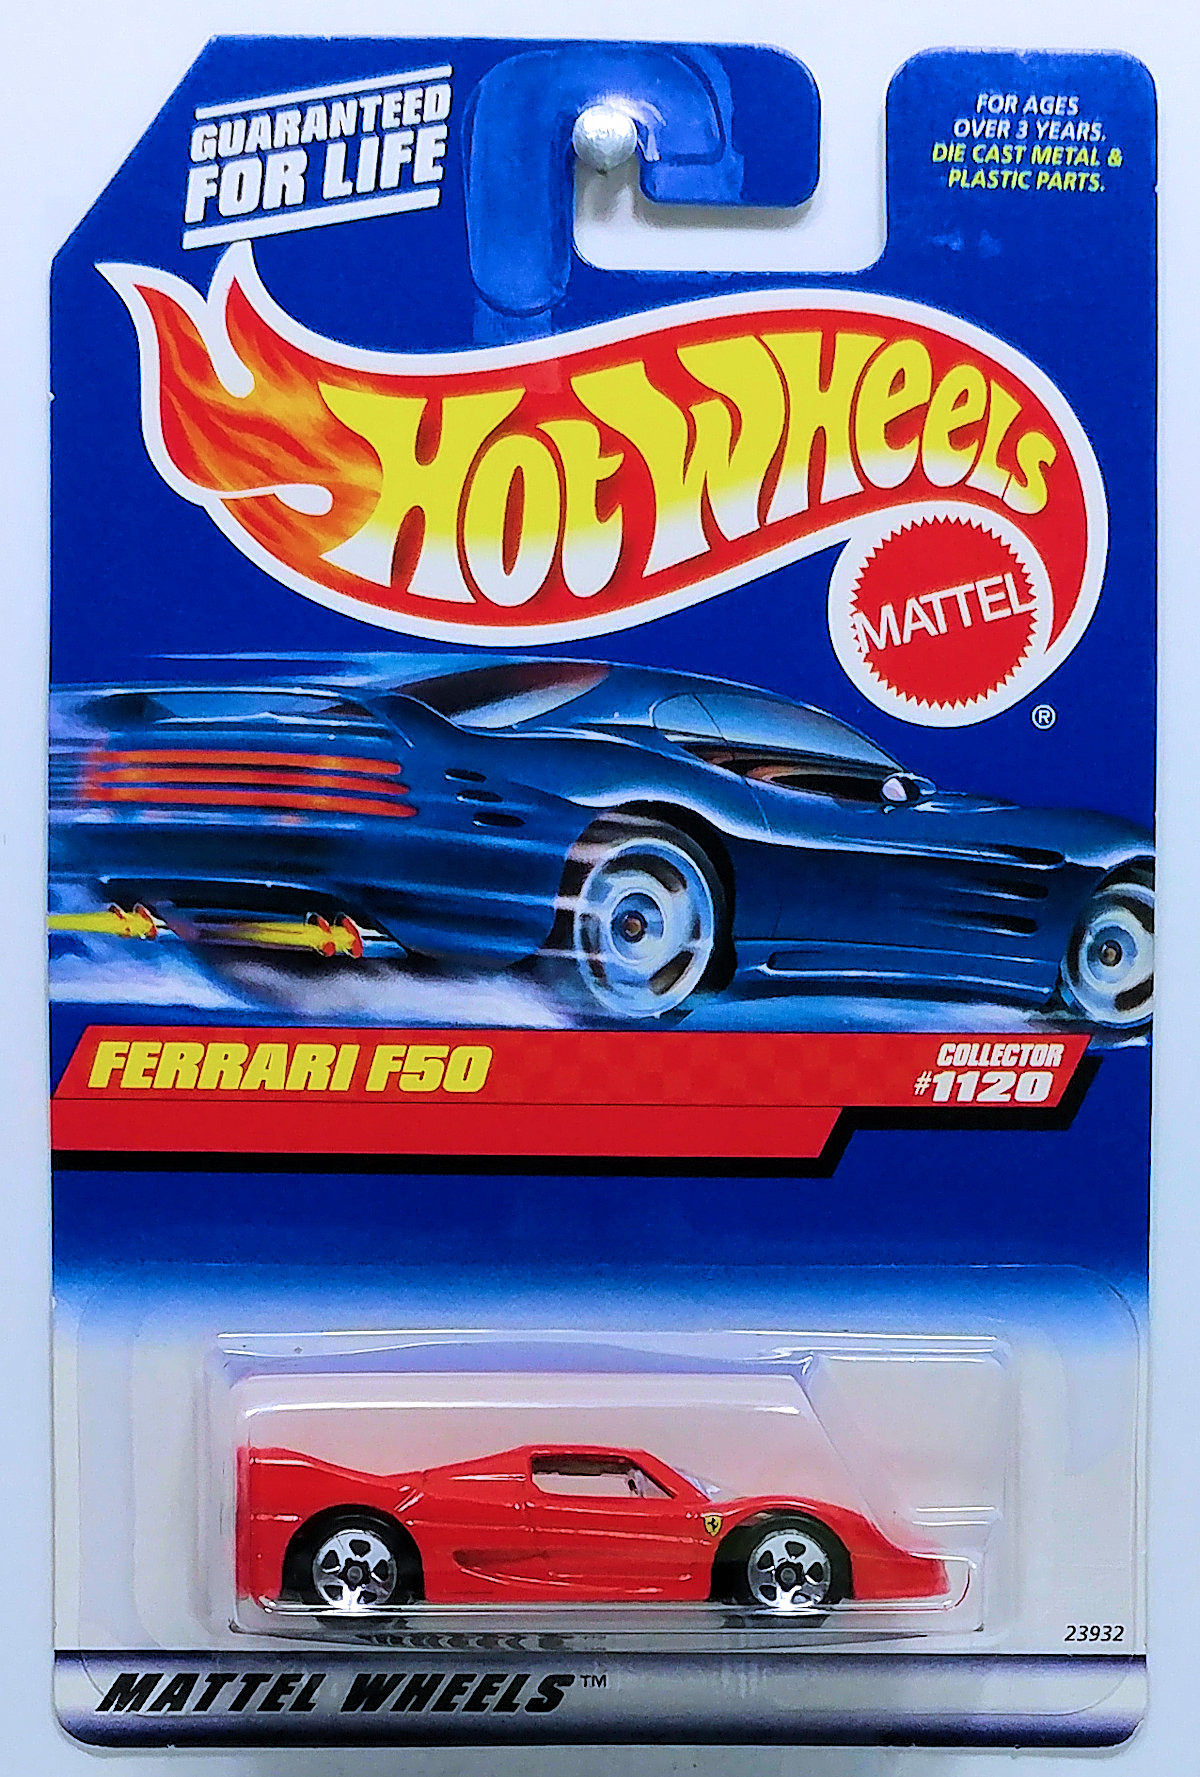 GUARANTEED
FOR LIFE
FOR AGES
OVER 3 YEARS.
DIE CAST METAL &
PLASTIC PARTS.
HOT WHEELS
MATTEL
®
FERRARI F50
COLLECTOR
#1120
23932
MATTEL WHEELS™